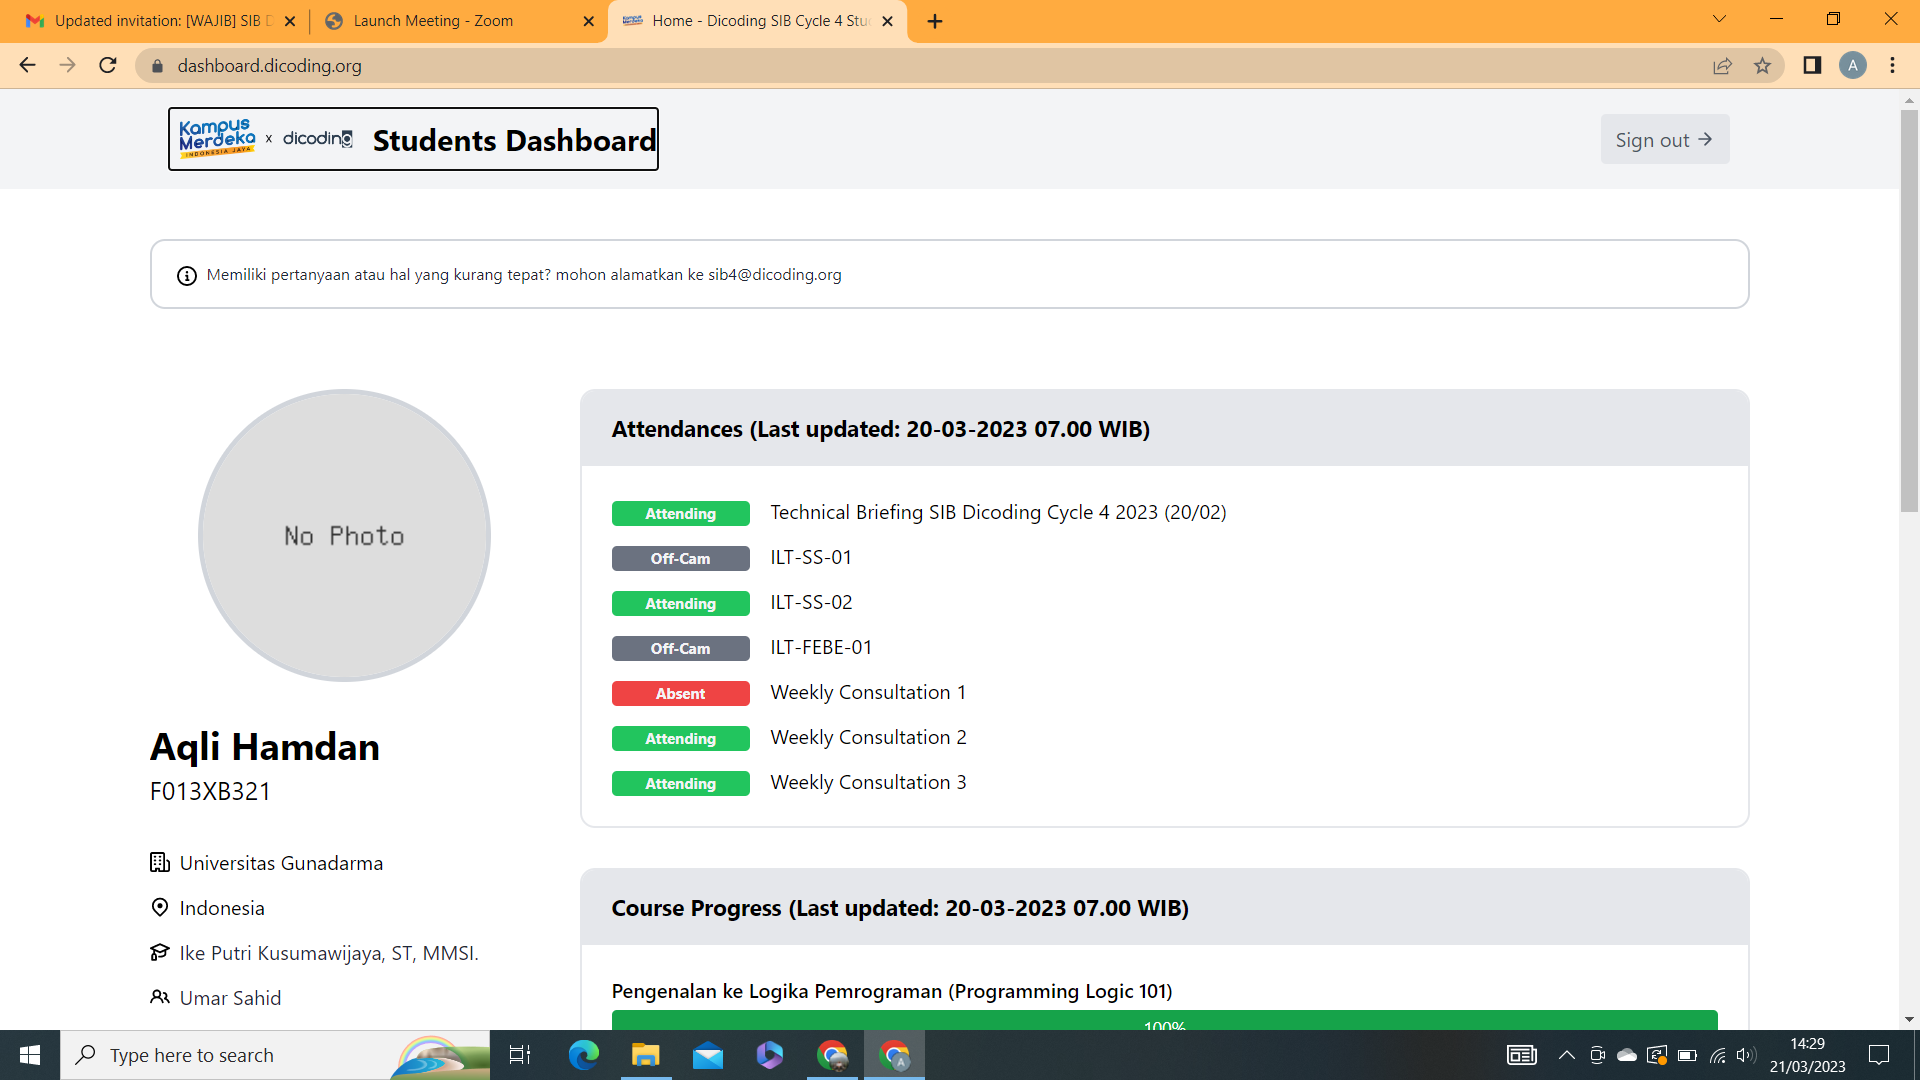 Updated invitation: [WAJIB] SIB D
Launch Meeting - Zoom
Home - Dicoding SIB Cycle 4 Stu
dashboard.dicoding.org
A
Kampus Merdeka INDONESIA JAYA x dicoding Students Dashboard
Sign out →
Memiliki pertanyaan atau hal yang kurang tepat? mohon alamatkan ke sib4@dicoding.org
No Photo
Aqli Hamdan
F013XB321
Universitas Gunadarma
Indonesia
Ike Putri Kusumawijaya, ST, MMSI.
Umar Sahid
Attendances (Last updated: 20-03-2023 07.00 WIB)
Attending Technical Briefing SIB Dicoding Cycle 4 2023 (20/02)
Off-Cam ILT-SS-01
Attending ILT-SS-02
Off-Cam ILT-FEBE-01
Absent Weekly Consultation 1
Attending Weekly Consultation 2
Attending Weekly Consultation 3
Course Progress (Last updated: 20-03-2023 07.00 WIB)
Pengenalan ke Logika Pemrograman (Programming Logic 101)
100%
Type here to search
14:29
21/03/2023